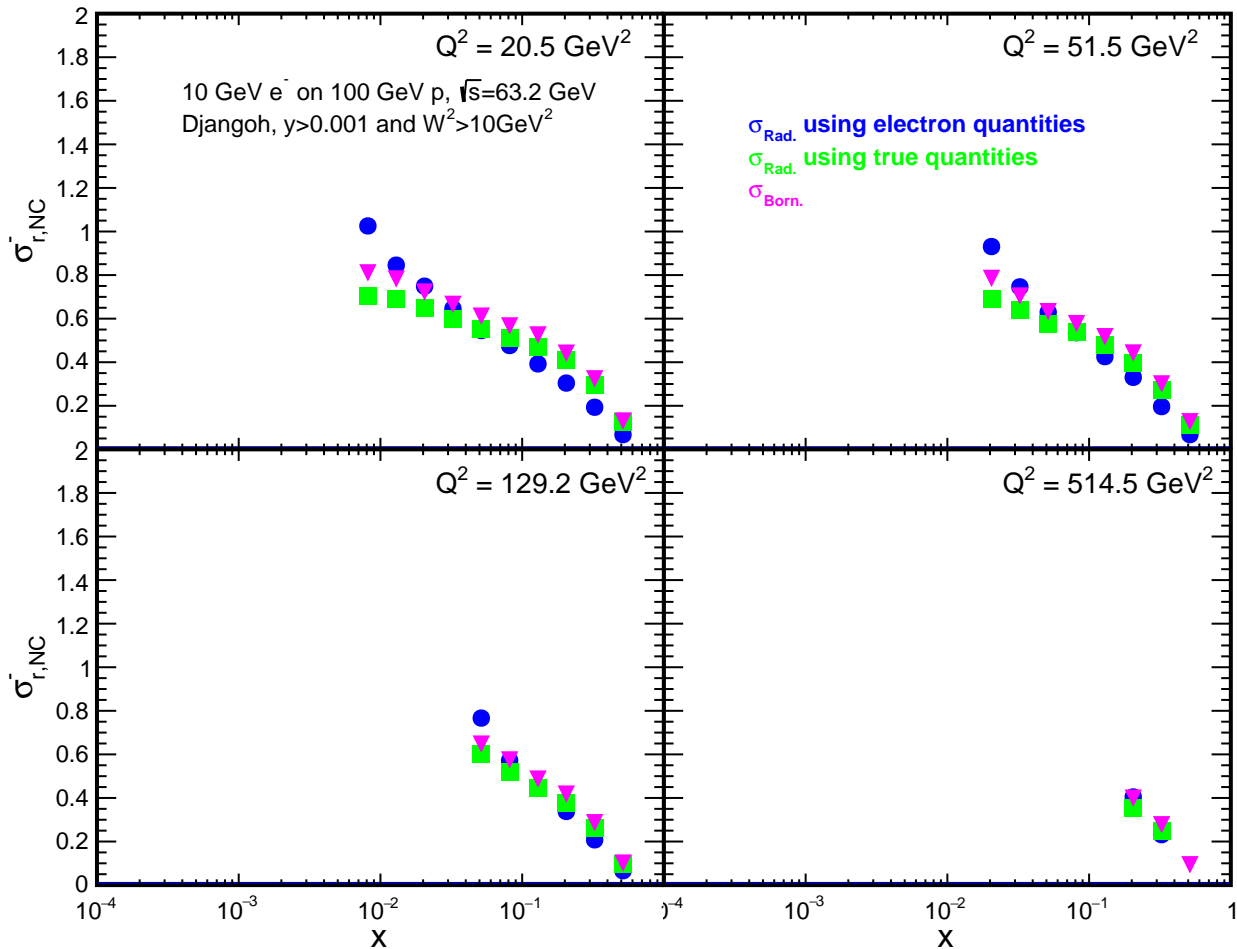 2
1.8
1.6
1.4
1.2
1
0.8
0.6
0.4
0.2
σ⁻r,NC
Q² = 20.5 GeV²
10 GeV e⁻ on 100 GeV p, √s=63.2 GeV
Djangoh, y>0.001 and W²>10GeV²
Q² = 51.5 GeV²
σRad. using electron quantities
σRad. using true quantities
σBorn.
2
2
1.8
1.6
1.4
1.2
1
0.8
0.6
0.4
0.2
0
σ⁻r,NC
Q² = 129.2 GeV²
Q² = 514.5 GeV²
10⁻⁴ 10⁻³ 10⁻² 10⁻¹ 10⁻⁴ 10⁻³ 10⁻² 10⁻¹ 1
x x